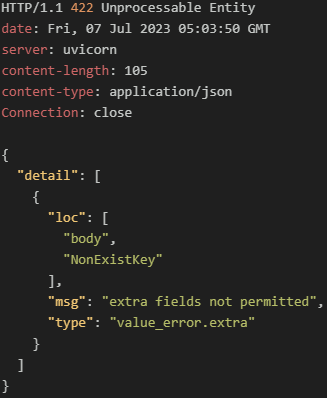 HTTP/1.1 422 Unprocessable Entity
date: Fri, 07 Jul 2023 05:03:50 GMT
server: uvicorn
content-length: 105
content-type: application/json
Connection: close

{
  "detail": [
    {
      "loc": [
        "body",
        "NonExistKey"
      ],
      "msg": "extra fields not permitted",
      "type": "value_error.extra"
    }
  ]
}